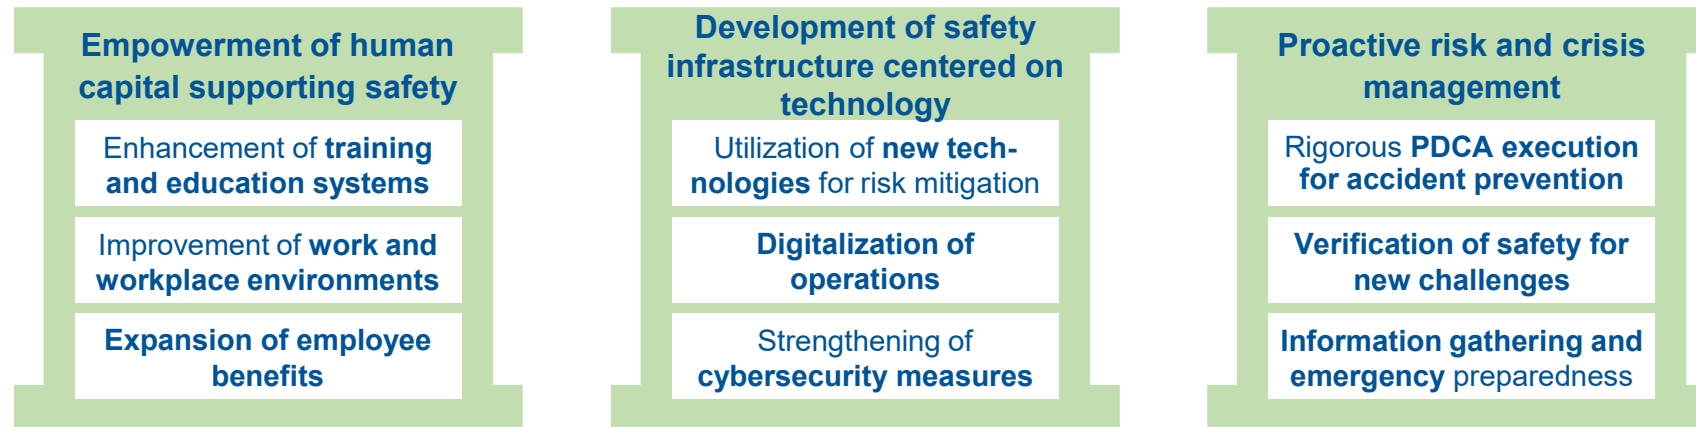 Empowerment of human
capital supporting safety
Enhancement of training
and education systems
Improvement of work and
workplace environments
Expansion of employee
benefits
Development of safety
infrastructure centered on
technology
Utilization of new tech-
nologies for risk mitigation
Digitalization of
operations
Strengthening of
cybersecurity measures
Proactive risk and crisis
management
Rigorous PDCA execution
for accident prevention
Verification of safety for
new challenges
Information gathering and
emergency preparedness